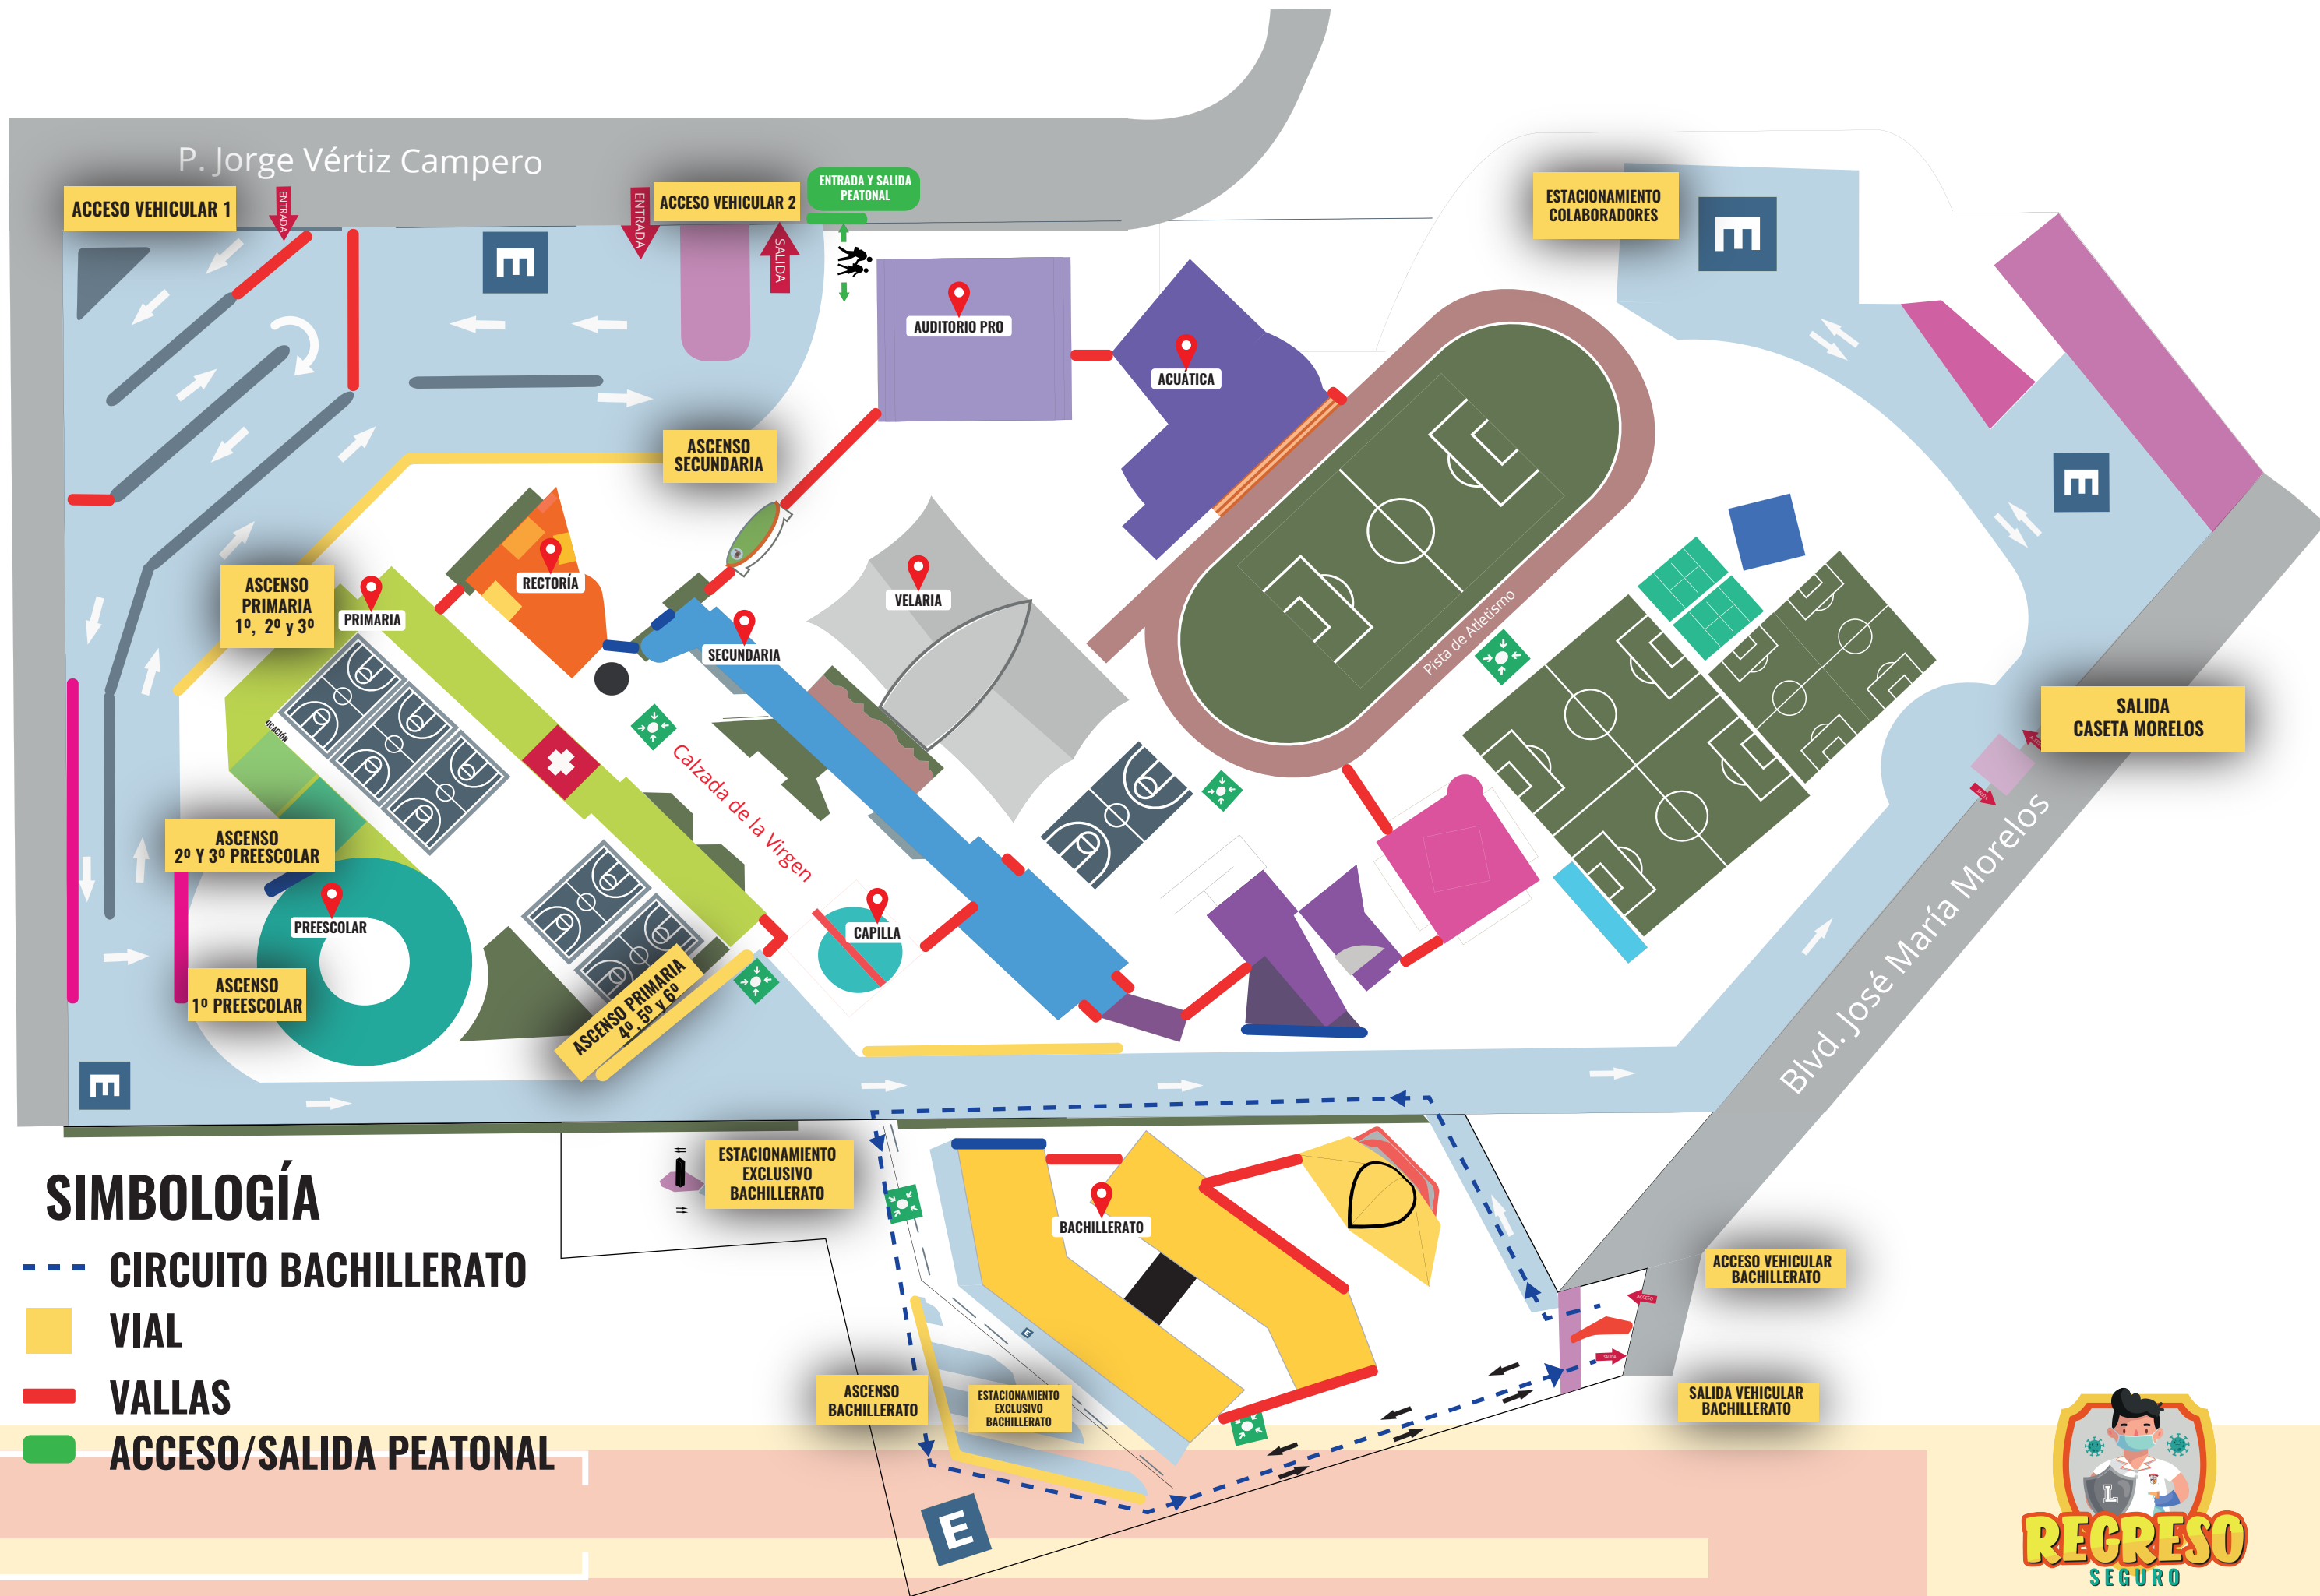 P. Jorge Vértiz Campero
ACCESO VEHICULAR 1
ENTRADA
ENTRADA
ACCESO VEHICULAR 2
SALIDA
ENTRADA Y SALIDA
PEATONAL
E
ESTACIONAMIENTO
COLABORADORES
E
AUDITORIO PRO
ACUÁTICA
ASCENSO
SECUNDARIA
E
RECTORÍA
ASCENSO
PRIMARIA
1º, 2º y 3º
PRIMARIA
VELARIA
SECUNDARIA
Pista de Atletismo
SALIDA
CASETA MORELOS
SALIDA
Calzada de la Virgen
ICACIÓN
ASCENSO
2º Y 3º PREESCOLAR
PREESCOLAR
CAPILLA
Blvd. José María Morelos
ASCENSO
1º PREESCOLAR
ASCENSO PRIMARIA
4º, 5º y 6º
E
ESTACIONAMIENTO
EXCLUSIVO
BACHILLERATO
BACHILLERATO
ACCESO VEHICULAR
BACHILLERATO
ACCESO
SALIDA
E
ASCENSO
BACHILLERATO
ESTACIONAMIENTO
EXCLUSIVO
BACHILLERATO
SALIDA VEHICULAR
BACHILLERATO
E
SIMBOLOGÍA
CIRCUITO BACHILLERATO
VIAL
VALLAS
ACCESO/SALIDA PEATONAL
L
REGRESO
SEGURO